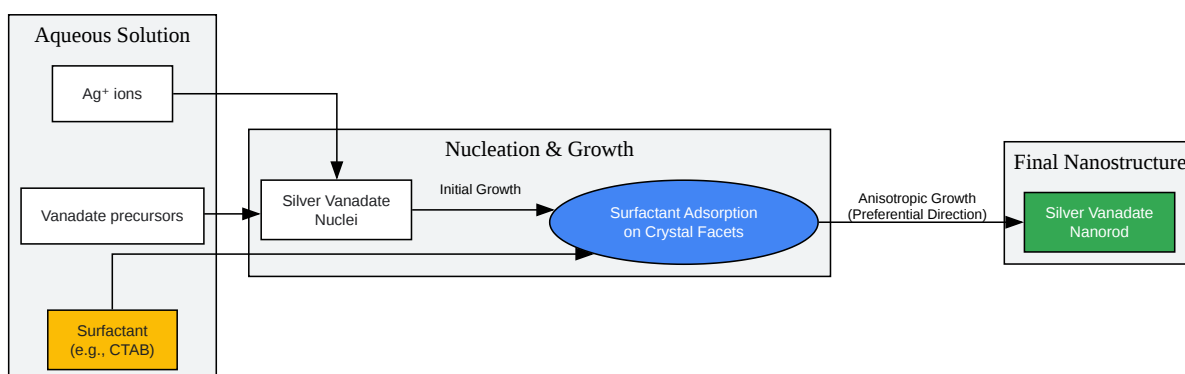 Aqueous Solution
Ag⁺ ions
Vanadate precursors
Surfactant
(e.g., CTAB)
Nucleation & Growth
Silver Vanadate
Nuclei
Initial Growth
Surfactant Adsorption
on Crystal Facets
Anisotropic Growth
(Preferential Direction)
Final Nanostructure
Silver Vanadate
Nanorod